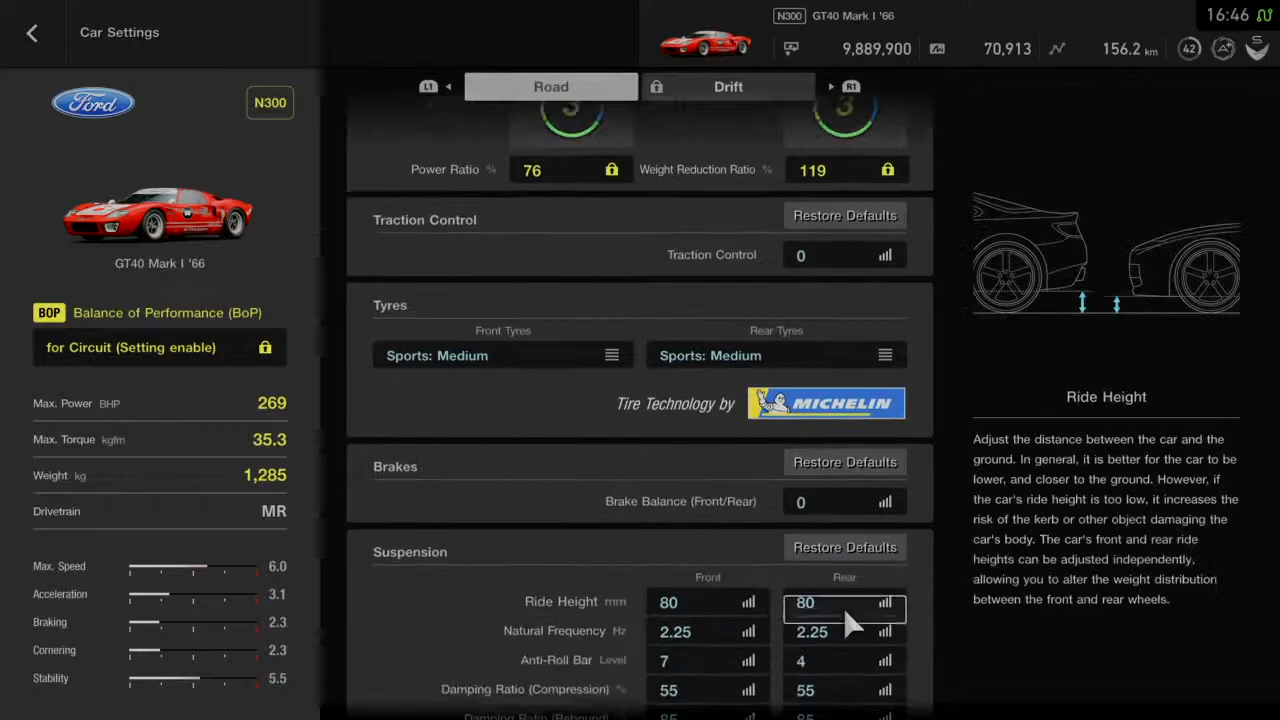 Car Settings
N300 GT40 Mark I '66
16:46
9,889,900 70,913 156.2 km 42 S
Ford N300
GT40 Mark I '66
BOP Balance of Performance (BoP)
for Circuit (Setting enable)
Max. Power BHP 269
Max. Torque kgfm 35.3
Weight kg 1,285
Drivetrain MR
Max. Speed 6.0
Acceleration 3.1
Braking 2.3
Cornering 2.3
Stability 5.5
L1 Road Drift R1
3 3
Power Ratio % 76 Weight Reduction Ratio % 119
Traction Control Restore Defaults
Traction Control 0
Tyres
Front Tyres Rear Tyres
Sports: Medium Sports: Medium
Tire Technology by MICHELIN
Brakes Restore Defaults
Brake Balance (Front/Rear) 0
Suspension Restore Defaults
Front Rear
Ride Height mm 80 80
Natural Frequency Hz 2.25 2.25
Anti-Roll Bar Level 7 4
Damping Ratio (Compression) % 55 55
Damping Ratio (Rebound) % 85 85
Ride Height
Adjust the distance between the car and the
ground. In general, it is better for the car to be
lower, and closer to the ground. However, if
the car's ride height is too low, it increases the
risk of the kerb or other object damaging the
car's body. The car's front and rear ride
heights can be adjusted independently,
allowing you to alter the weight distribution
between the front and rear wheels.